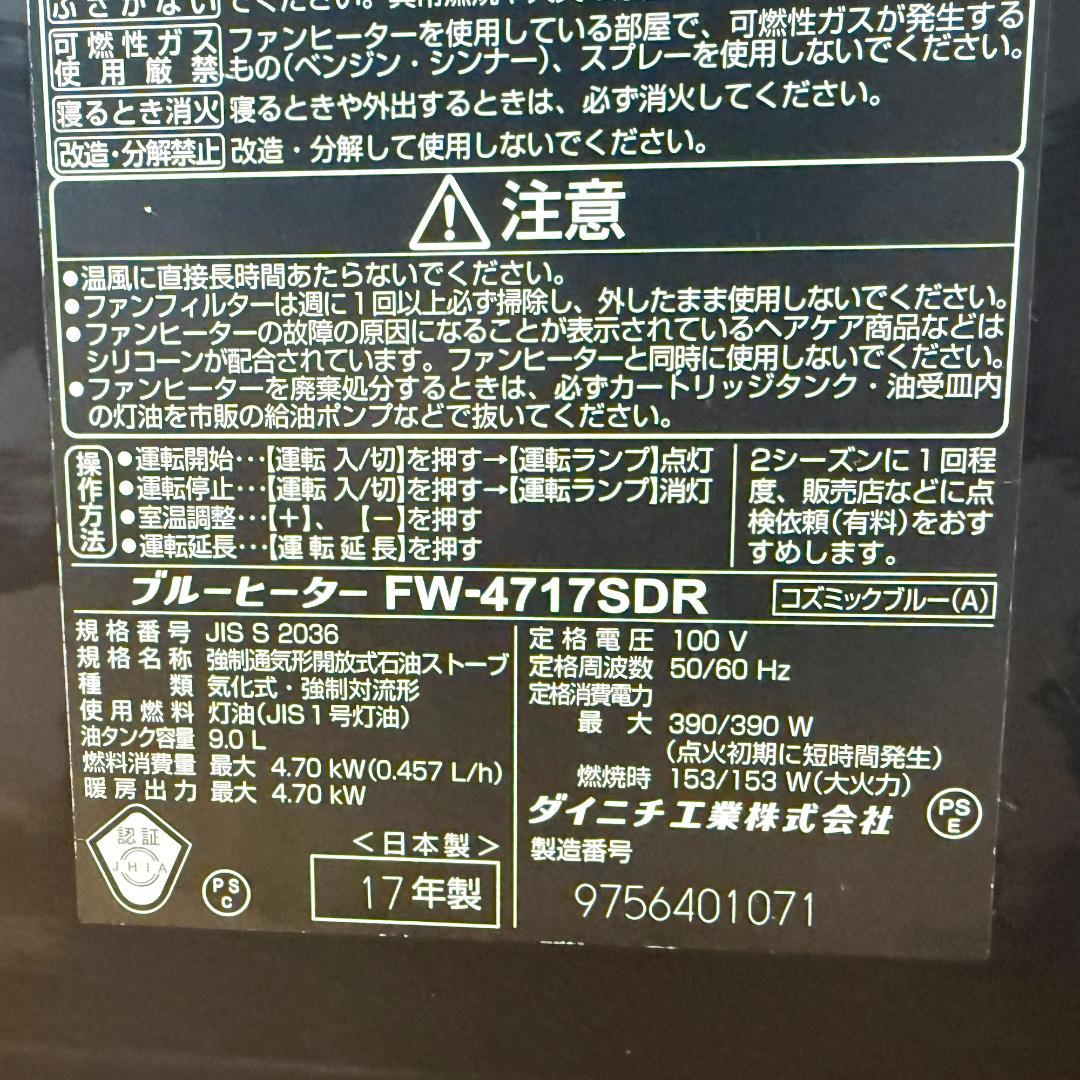 ふさがない
可燃性ガス使用厳禁
ファンヒーターを使用している部屋で、可燃性ガスが発生する
もの(ベンジン・シンナー)、スプレーを使用しないでください。
寝るとき消火 寝るときや外出するときは、必ず消火してください。
改造・分解禁止 改造・分解して使用しないでください。
注意
●温風に直接長時間あたらないでください。
●ファンフィルターは週に1回以上必ず掃除し、外したまま使用しないでください。
●ファンヒーターの故障の原因になることが表示されているヘアケア商品などは
シリコーンが配合されています。ファンヒーターと同時に使用しないでください。
●ファンヒーターを廃棄処分するときは、必ずカートリッジタンク・油受皿内
の灯油を市販の給油ポンプなどで抜いてください。
操作方法
●運転開始…【運転 入/切】を押す→【運転ランプ】点灯
●運転停止…【運転 入/切】を押す→【運転ランプ】消灯
●室温調整…【+】、【-】を押す
●運転延長…【運転延長】を押す
2シーズンに1回程
度、販売店などに点
検依頼(有料)をおす
すめします。
ブルーヒーター FW-4717SDR コズミックブルー(A)
規格番号 JIS S 2036
規格名称 強制通気形開放式石油ストーブ
種類 気化式・強制対流形
使用燃料 灯油(JIS1号灯油)
油タンク容量 9.0 L
燃料消費量 最大 4.70 kW(0.457 L/h)
暖房出力 最大 4.70 kW
認証
JHIA
PSC
<日本製>
17年製
定格電圧 100 V
定格周波数 50/60 Hz
定格消費電力
最大 390/390 W
(点火初期に短時間発生)
燃焼時 153/153 W(大火力)
ダイニチ工業株式会社
PSE
製造番号
9756401071